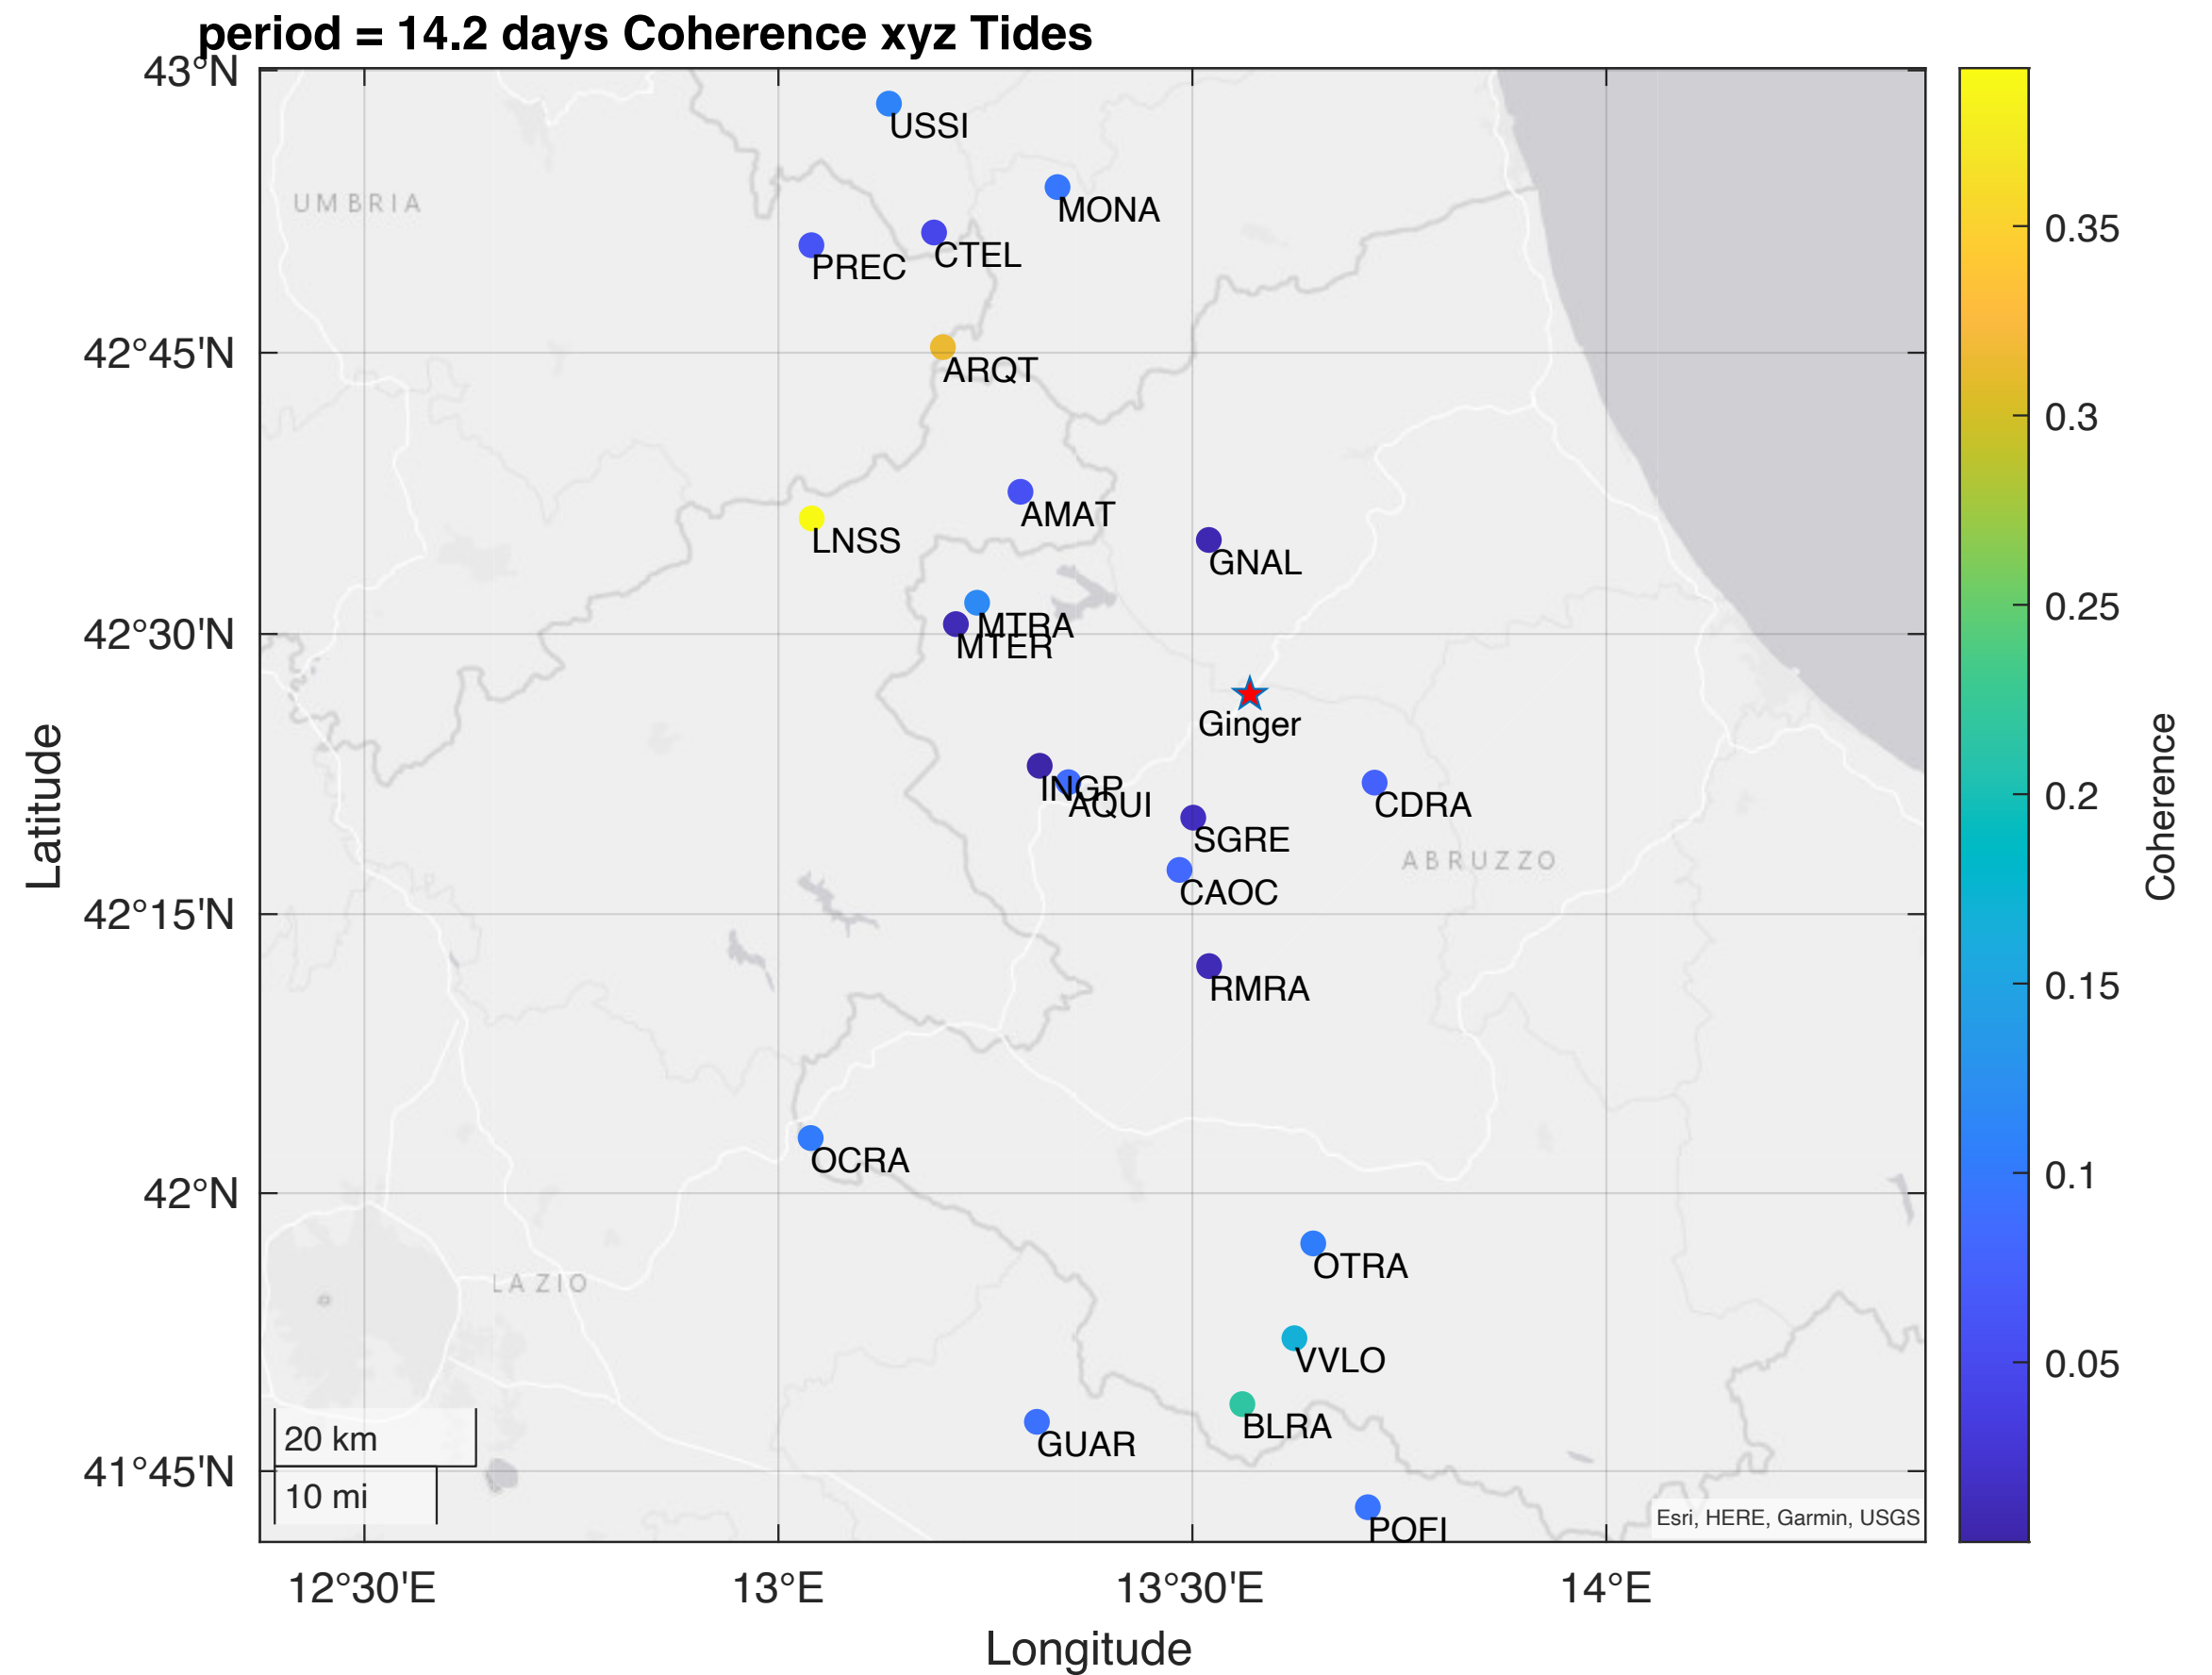 period = 14.2 days Coherence xyz Tides
43°N
42°45'N
42°30'N
42°15'N
42°N
41°45'N
Latitude
UMBRIA
USSI
MONA
CTEL
PREC
ARQT
AMAT
LNSS
GNAL
MTRA
MTER
Ginger
INGP
AQUI
CDRA
SGRE
ABRUZZO
CAOC
RMRA
OCRA
OTRA
LAZIO
VVLO
BLRA
GUAR
POFI
20 km
10 mi
Esri, HERE, Garmin, USGS
12°30'E
13°E
13°30'E
14°E
Longitude
0.35
0.3
0.25
0.2
0.15
0.1
0.05
Coherence